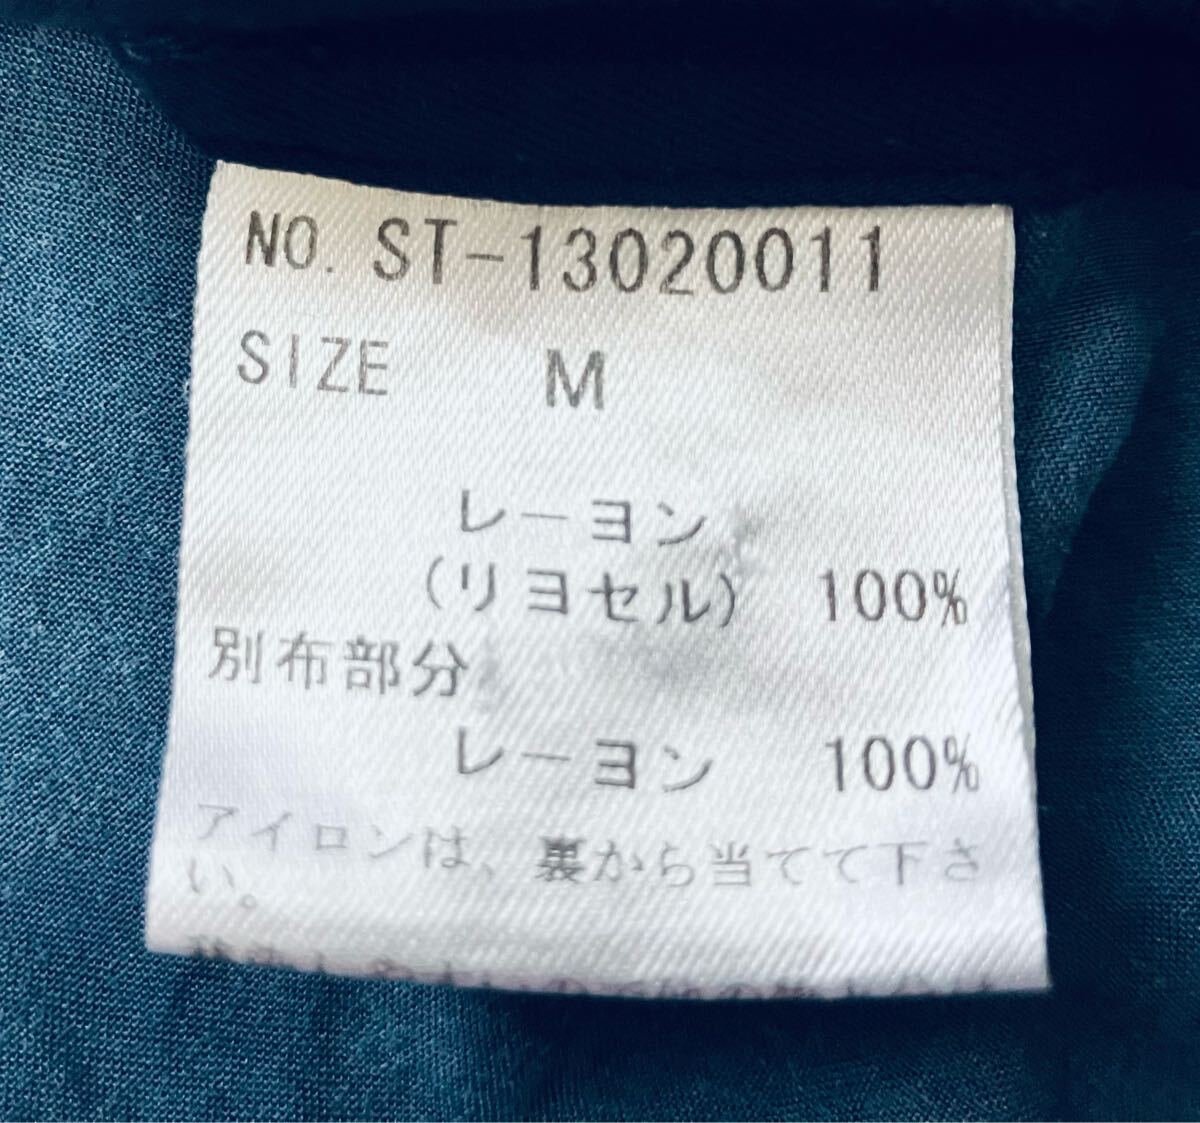 NO. ST-13020011
SIZE M
レーヨン
(リヨセル) 100%
別布部分
レーヨン 100%
アイロンは、裏から当てて下さ
い。